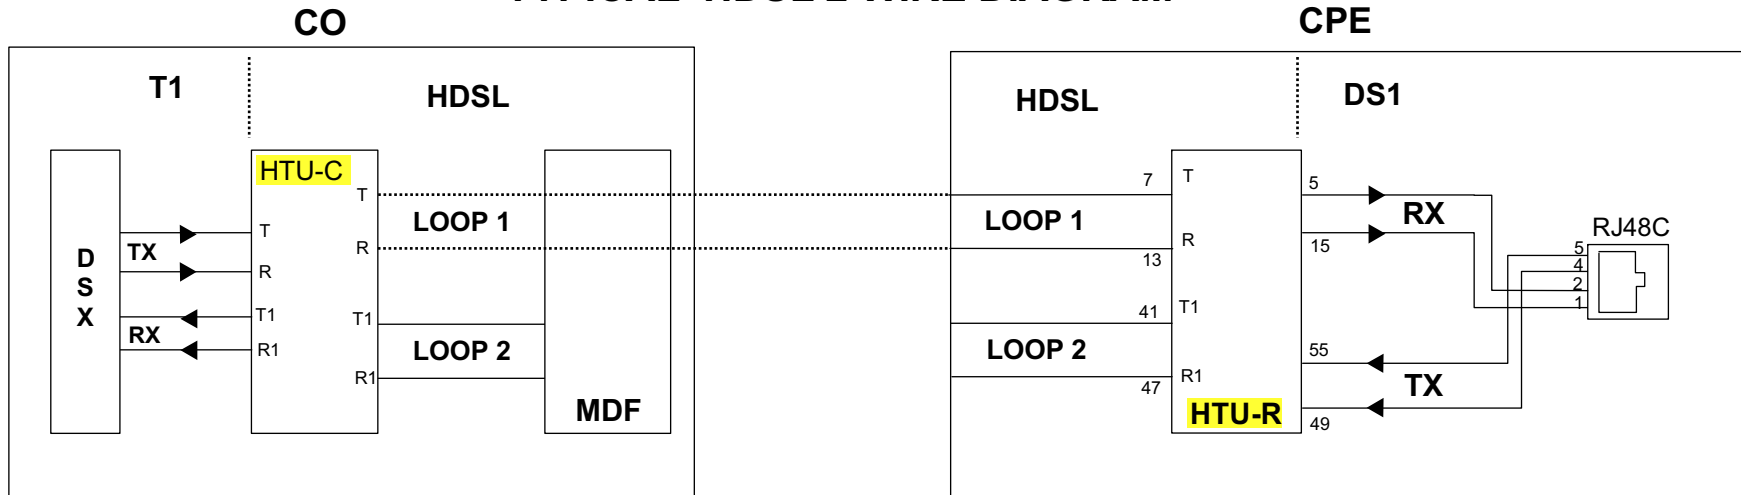 CO
CPE
T1
HDSL
HDSL
DS1
HTU-C
T
R
T1
R1
T
R
T1
R1
DSX
TX
RX
LOOP 1
LOOP 2
MDF
LOOP 1
LOOP 2
7
13
41
47
T
R
T1
R1
HTU-R
5
15
55
49
RX
TX
RJ48C
5
4
2
1